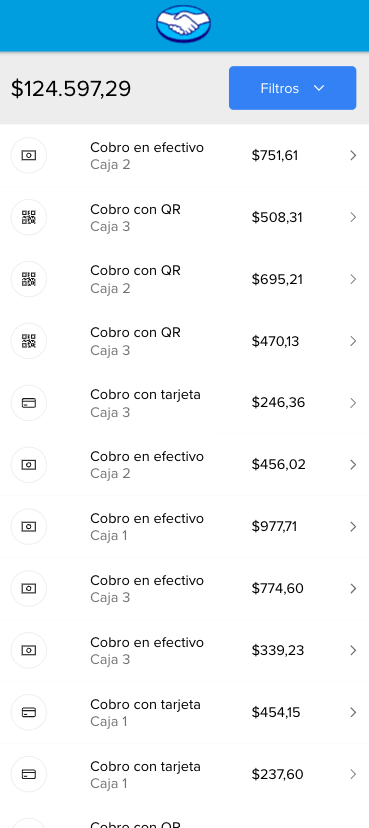 $124.597,29
Filtros
Cobro en efectivo
Caja 2
$751,61
Cobro con QR
Caja 3
$508,31
Cobro con QR
Caja 2
$695,21
Cobro con QR
Caja 3
$470,13
Cobro con tarjeta
Caja 3
$246,36
Cobro en efectivo
Caja 2
$456,02
Cobro en efectivo
Caja 1
$977,71
Cobro en efectivo
Caja 3
$774,60
Cobro en efectivo
Caja 3
$339,23
Cobro con tarjeta
Caja 1
$454,15
Cobro con tarjeta
Caja 1
$237,60
Cobro con QR